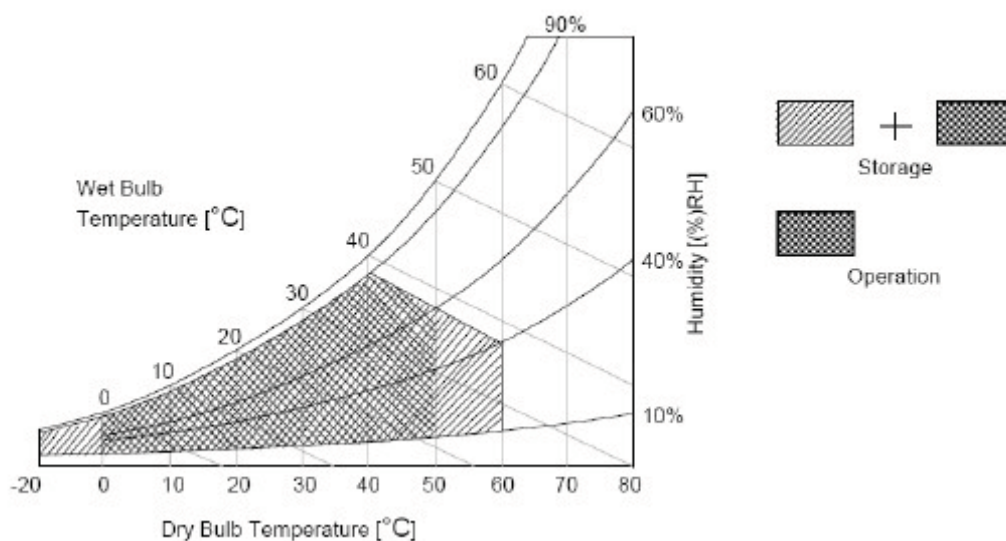 90%
60
60%
50
Storage
Wet Bulb
Temperature [°C]
40
Humidity [(%)RH]
40%
30
Operation
20
10
0
10%
-20 0 10 20 30 40 50 60 70 80
Dry Bulb Temperature [°C]